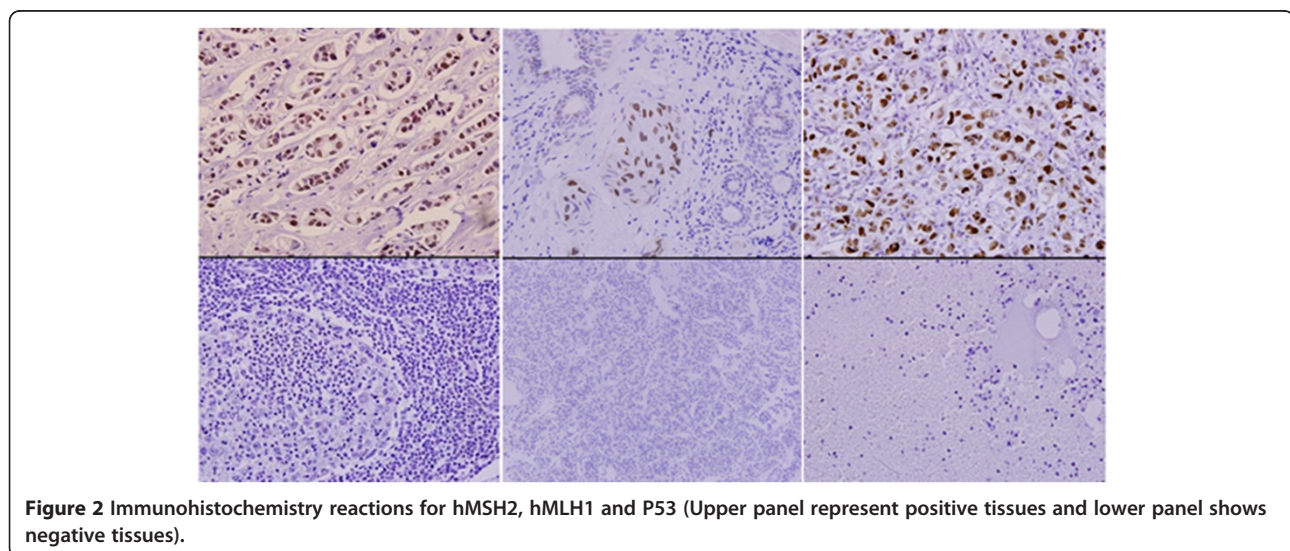 Figure 2 Immunohistochemistry reactions for hMSH2, hMLH1 and P53 (Upper panel represent positive tissues and lower panel shows
negative tissues).